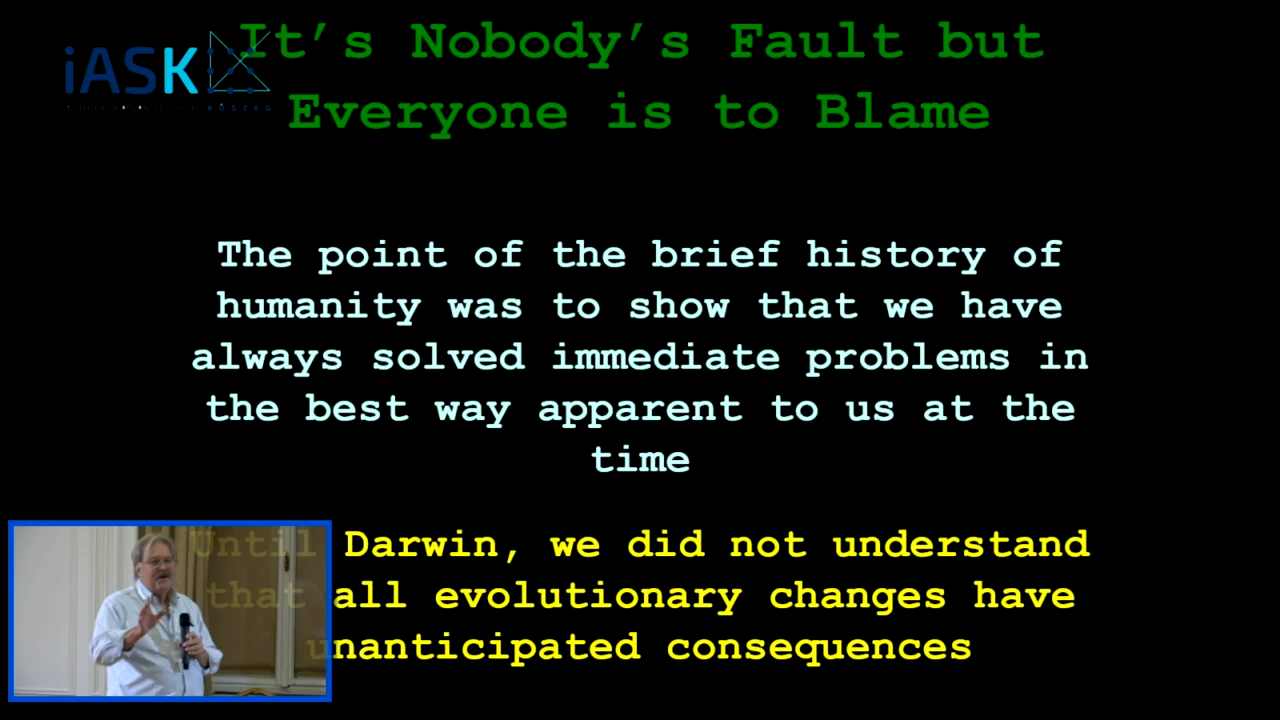 It's Nobody's Fault but
iASK
Everyone is to Blame
The point of the brief history of
humanity was to show that we have
always solved immediate problems in
the best way apparent to us at the
time
Until Darwin, we did not understand
that all evolutionary changes have
unanticipated consequences